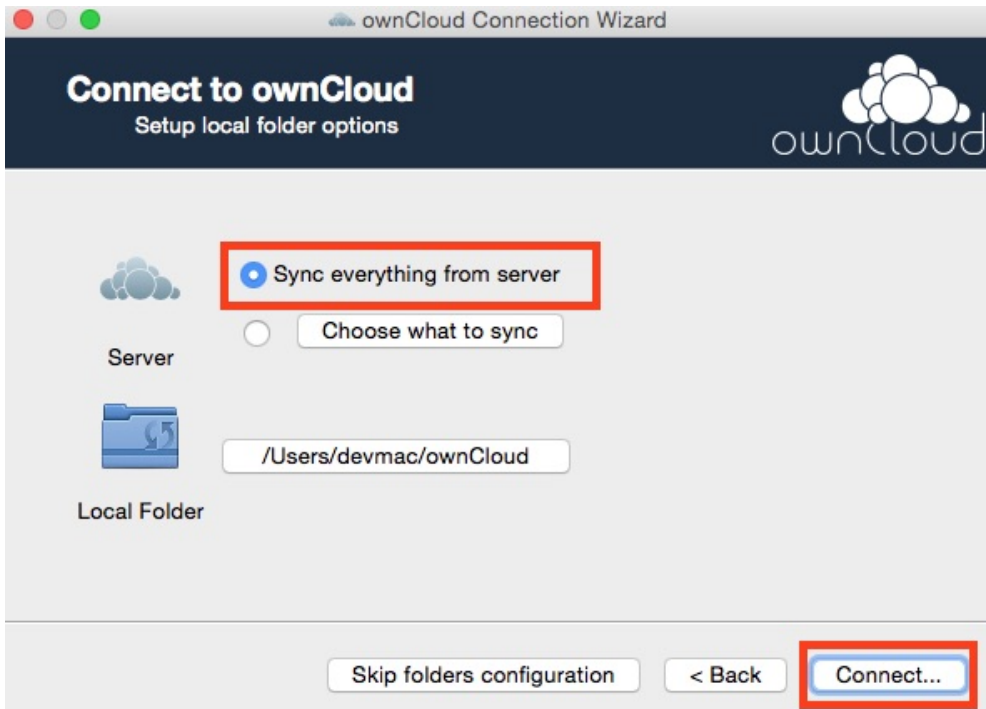 ownCloud Connection Wizard
Connect to ownCloud
Setup local folder options
ownCloud
Sync everything from server
Choose what to sync
Server
/Users/devmac/ownCloud
Local Folder
Skip folders configuration
< Back
Connect...